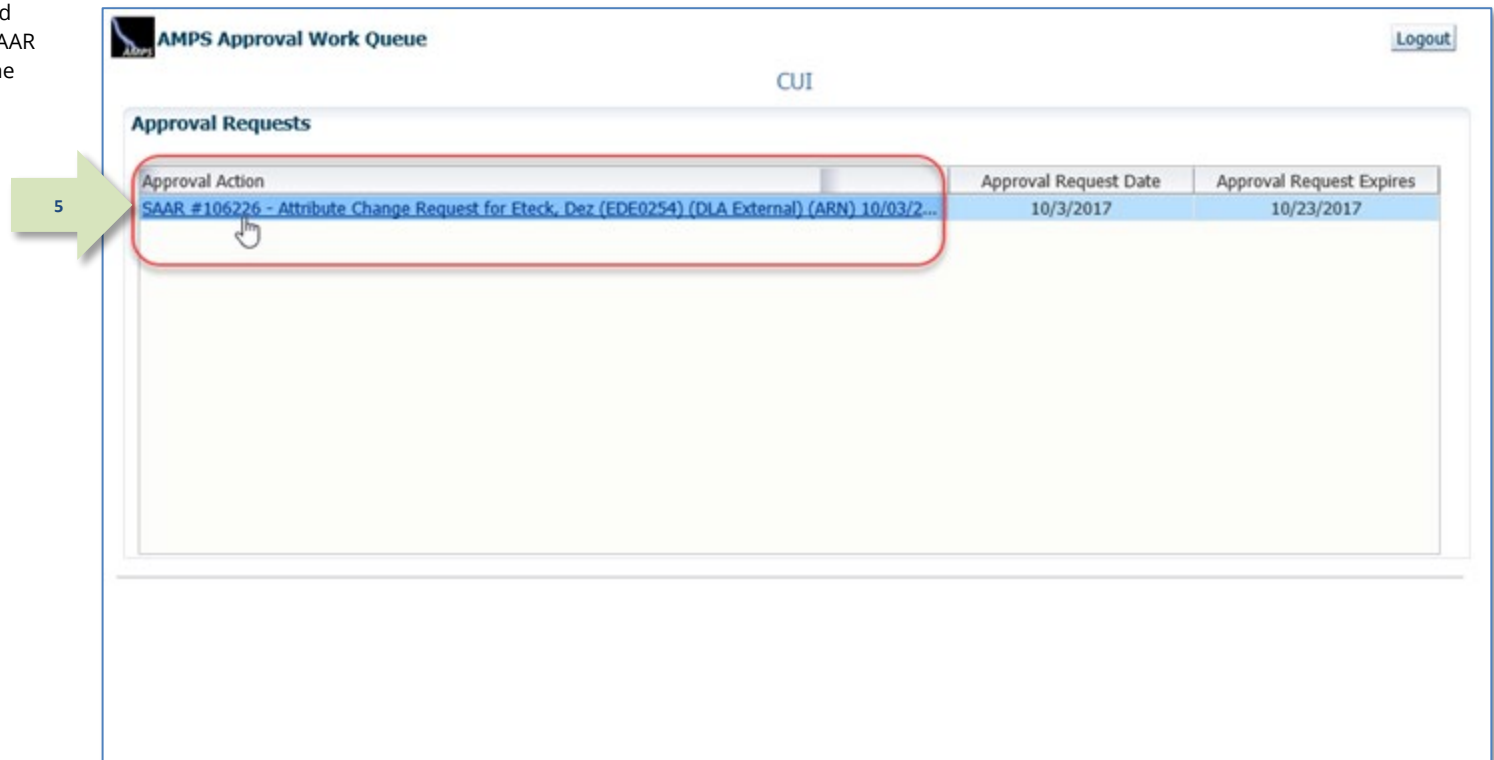 d
AAR
ne
AMPS
AMPS Approval Work Queue
Logout
CUI
Approval Requests
Approval Action
Approval Request Date
Approval Request Expires
5
SAAR #106226 - Attribute Change Request for Eteck, Dez (EDE0254) (DLA External) (ARN) 10/03/2...
10/3/2017
10/23/2017